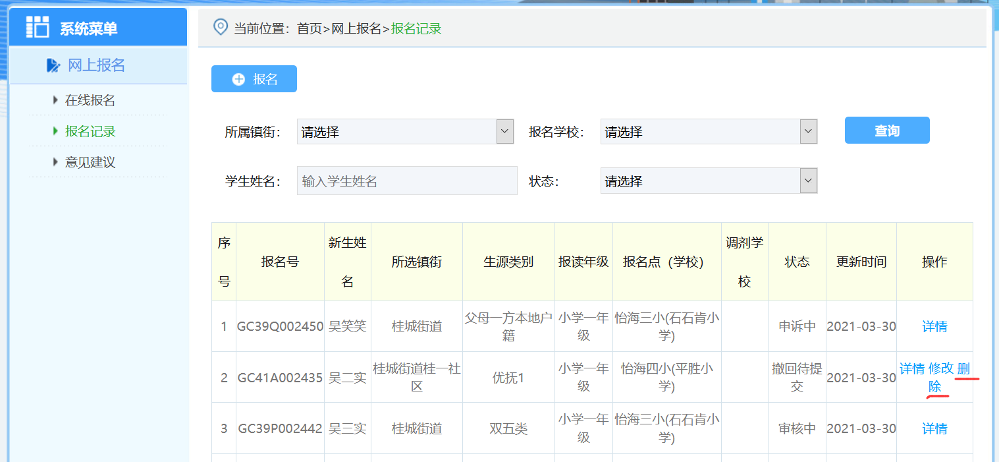 系统菜单
网上报名
在线报名
报名记录
意见建议
当前位置：首页>网上报名>报名记录
报名
所属镇街： 请选择 报名学校： 请选择 查询
学生姓名： 输入学生姓名 状态： 请选择
序号 报名号 新生姓名 所选镇街 生源类别 报读年级 报名点（学校） 调剂学校 状态 更新时间 操作
1 GC39Q002450 吴笑笑 桂城街道 父母一方本地户籍 小学一年级 怡海三小(石石肯小学) 申诉中 2021-03-30 详情
2 GC41A002435 吴二实 桂城街道桂一社区 优抚1 小学一年级 怡海四小(平胜小学) 撤回待提交 2021-03-30 详情 修改 删除
3 GC39P002442 吴三实 桂城街道 双五类 小学一年级 怡海三小(石石肯小学) 审核中 2021-03-30 详情